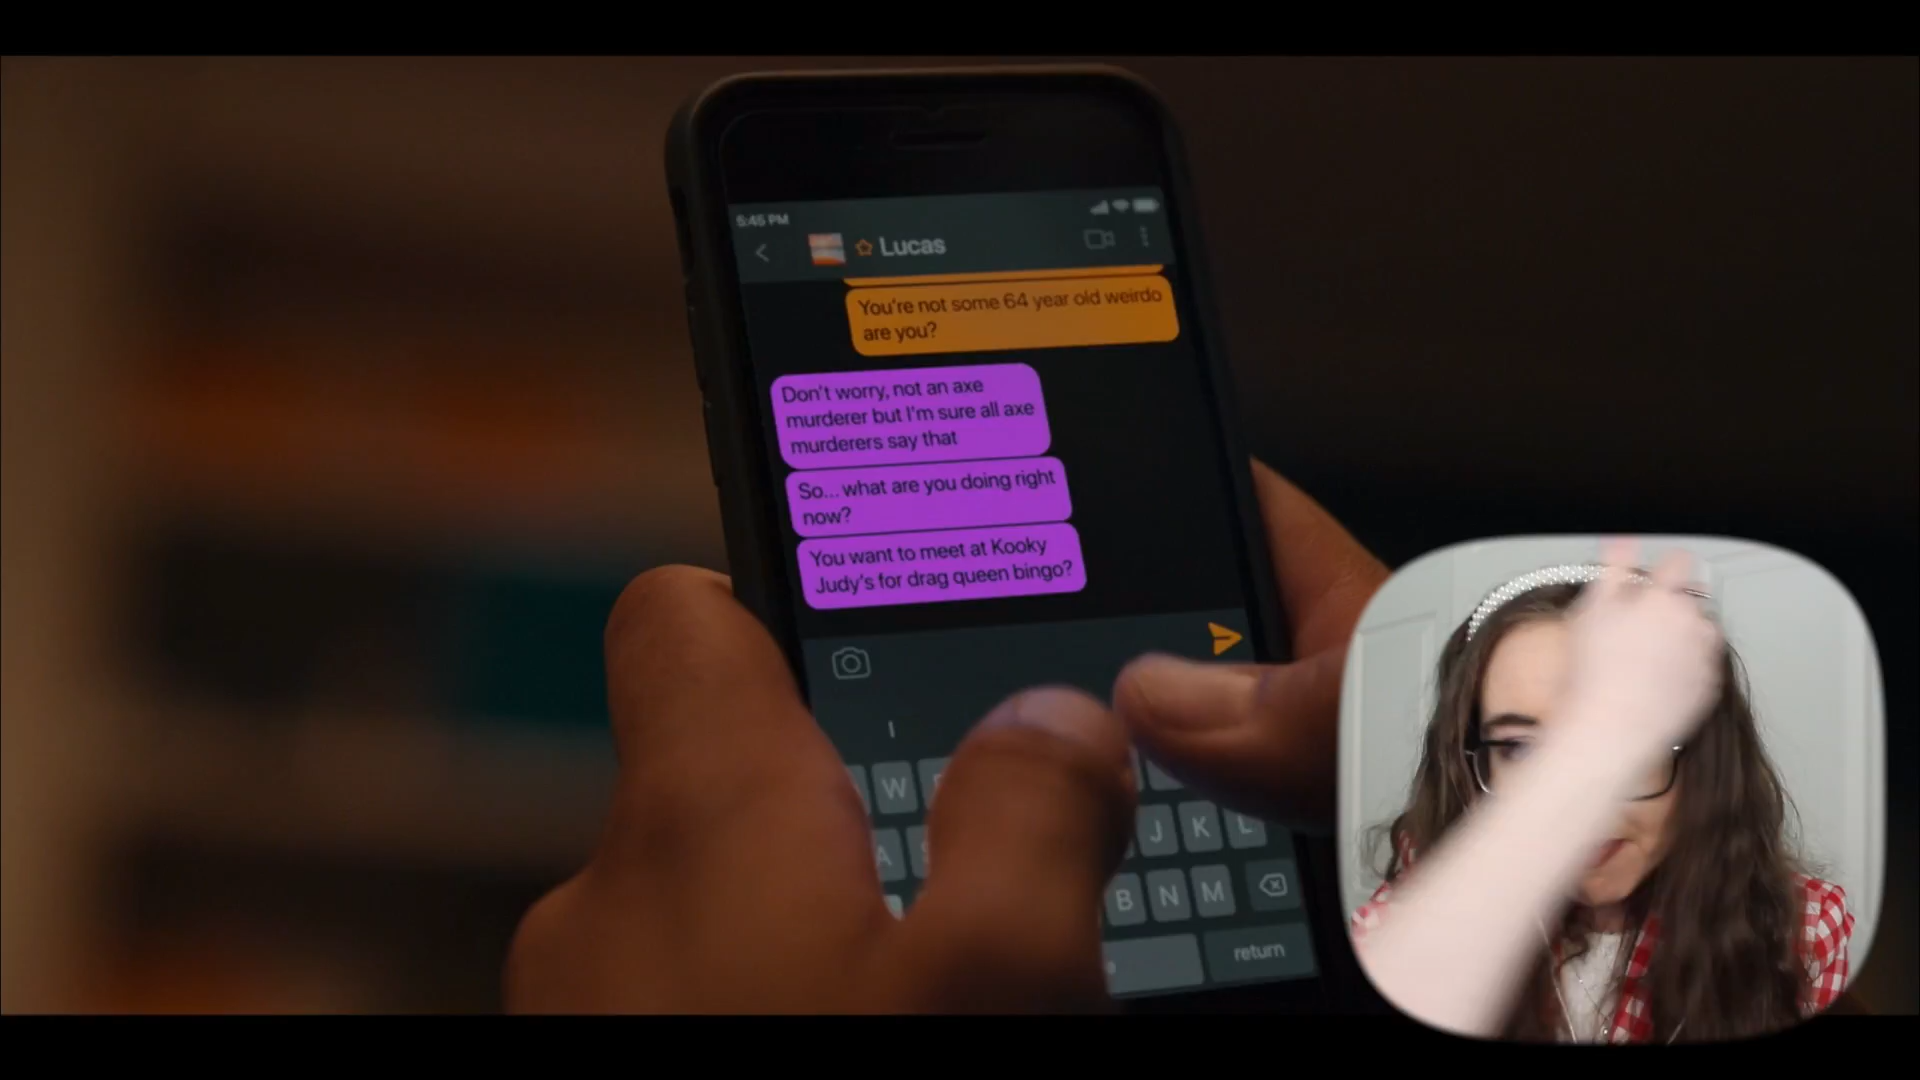 5:45 PM
Lucas
You're not some 64 year old weirdo
are you?
Don't worry, not an axe
murderer but I'm sure all axe
murderers say that
So... what are you doing right
now?
You want to meet at Kooky
Judy's for drag queen bingo?
I
W
A
J K L
B N M
return